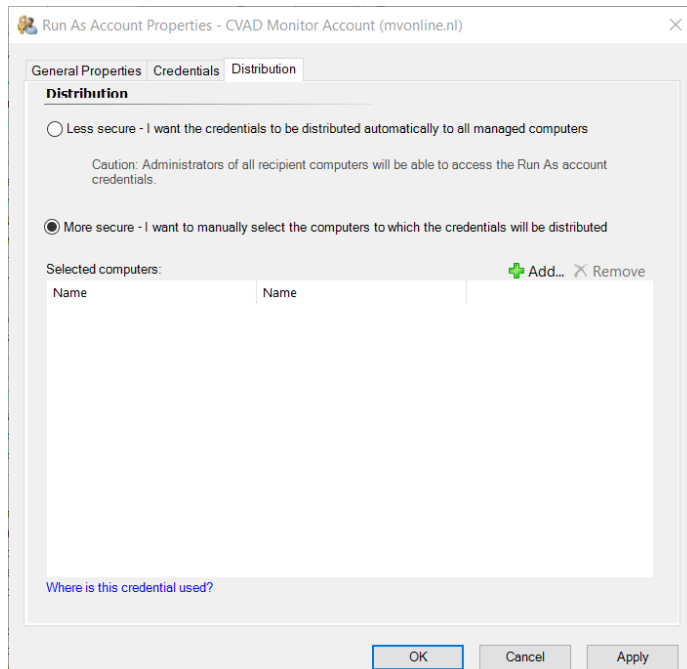 Run As Account Properties - CVAD Monitor Account (mvonline.nl)
General Properties Credentials Distribution
Distribution
Less secure - I want the credentials to be distributed automatically to all managed computers
Caution: Administrators of all recipient computers will be able to access the Run As account
credentials.
More secure - I want to manually select the computers to which the credentials will be distributed
Selected computers: Add... Remove
Name Name
Where is this credential used?
OK Cancel Apply